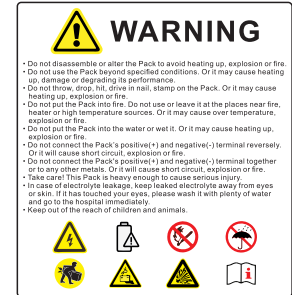 WARNING
• Do not disassemble or alter the Pack to avoid heating up, explosion or fire.
• Do not use the Pack beyond specified conditions. Or it may cause heating
up, damage or degrading its performance.
• Do not throw, drop, hit, drive in nail, stamp on the Pack. Or it may cause
heating up, explosion or fire.
• Do not put the Pack into fire. Do not use or leave it at the places near fire,
heater or high temperature sources. Or it may cause over temperature,
explosion or fire.
• Do not put the Pack into the water or wet it. Or it may cause heating up,
explosion or fire.
• Do not connect the Pack's positive(+) and negative(-) terminal reversely.
Or it will cause short circuit, explosion or fire.
• Do not connect the Pack's positive(+) and negative(-) terminal together
or to any other metals. Or it will cause short circuit, explosion or fire.
• Take care! This Pack is heavy enough to cause serious injury.
• In case of electrolyte leakage, keep leaked electrolyte away from eyes
or skin. If it has touched your eyes, please wash it with plenty of water
and go to the hospital immediately.
• Keep out of the reach of children and animals.